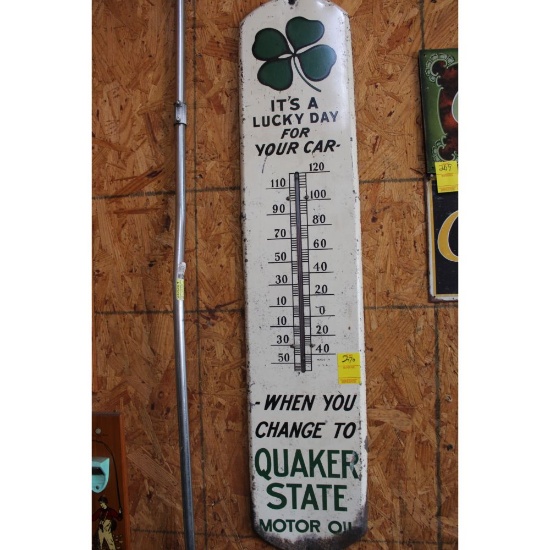 IT'S A
LUCKY DAY
FOR
YOUR CAR-
120
110
100
90
80
70
60
50
40
30
20
10
0
10
20
30
40
50
-WHEN YOU
CHANGE TO
QUAKER
STATE
MOTOR OIL